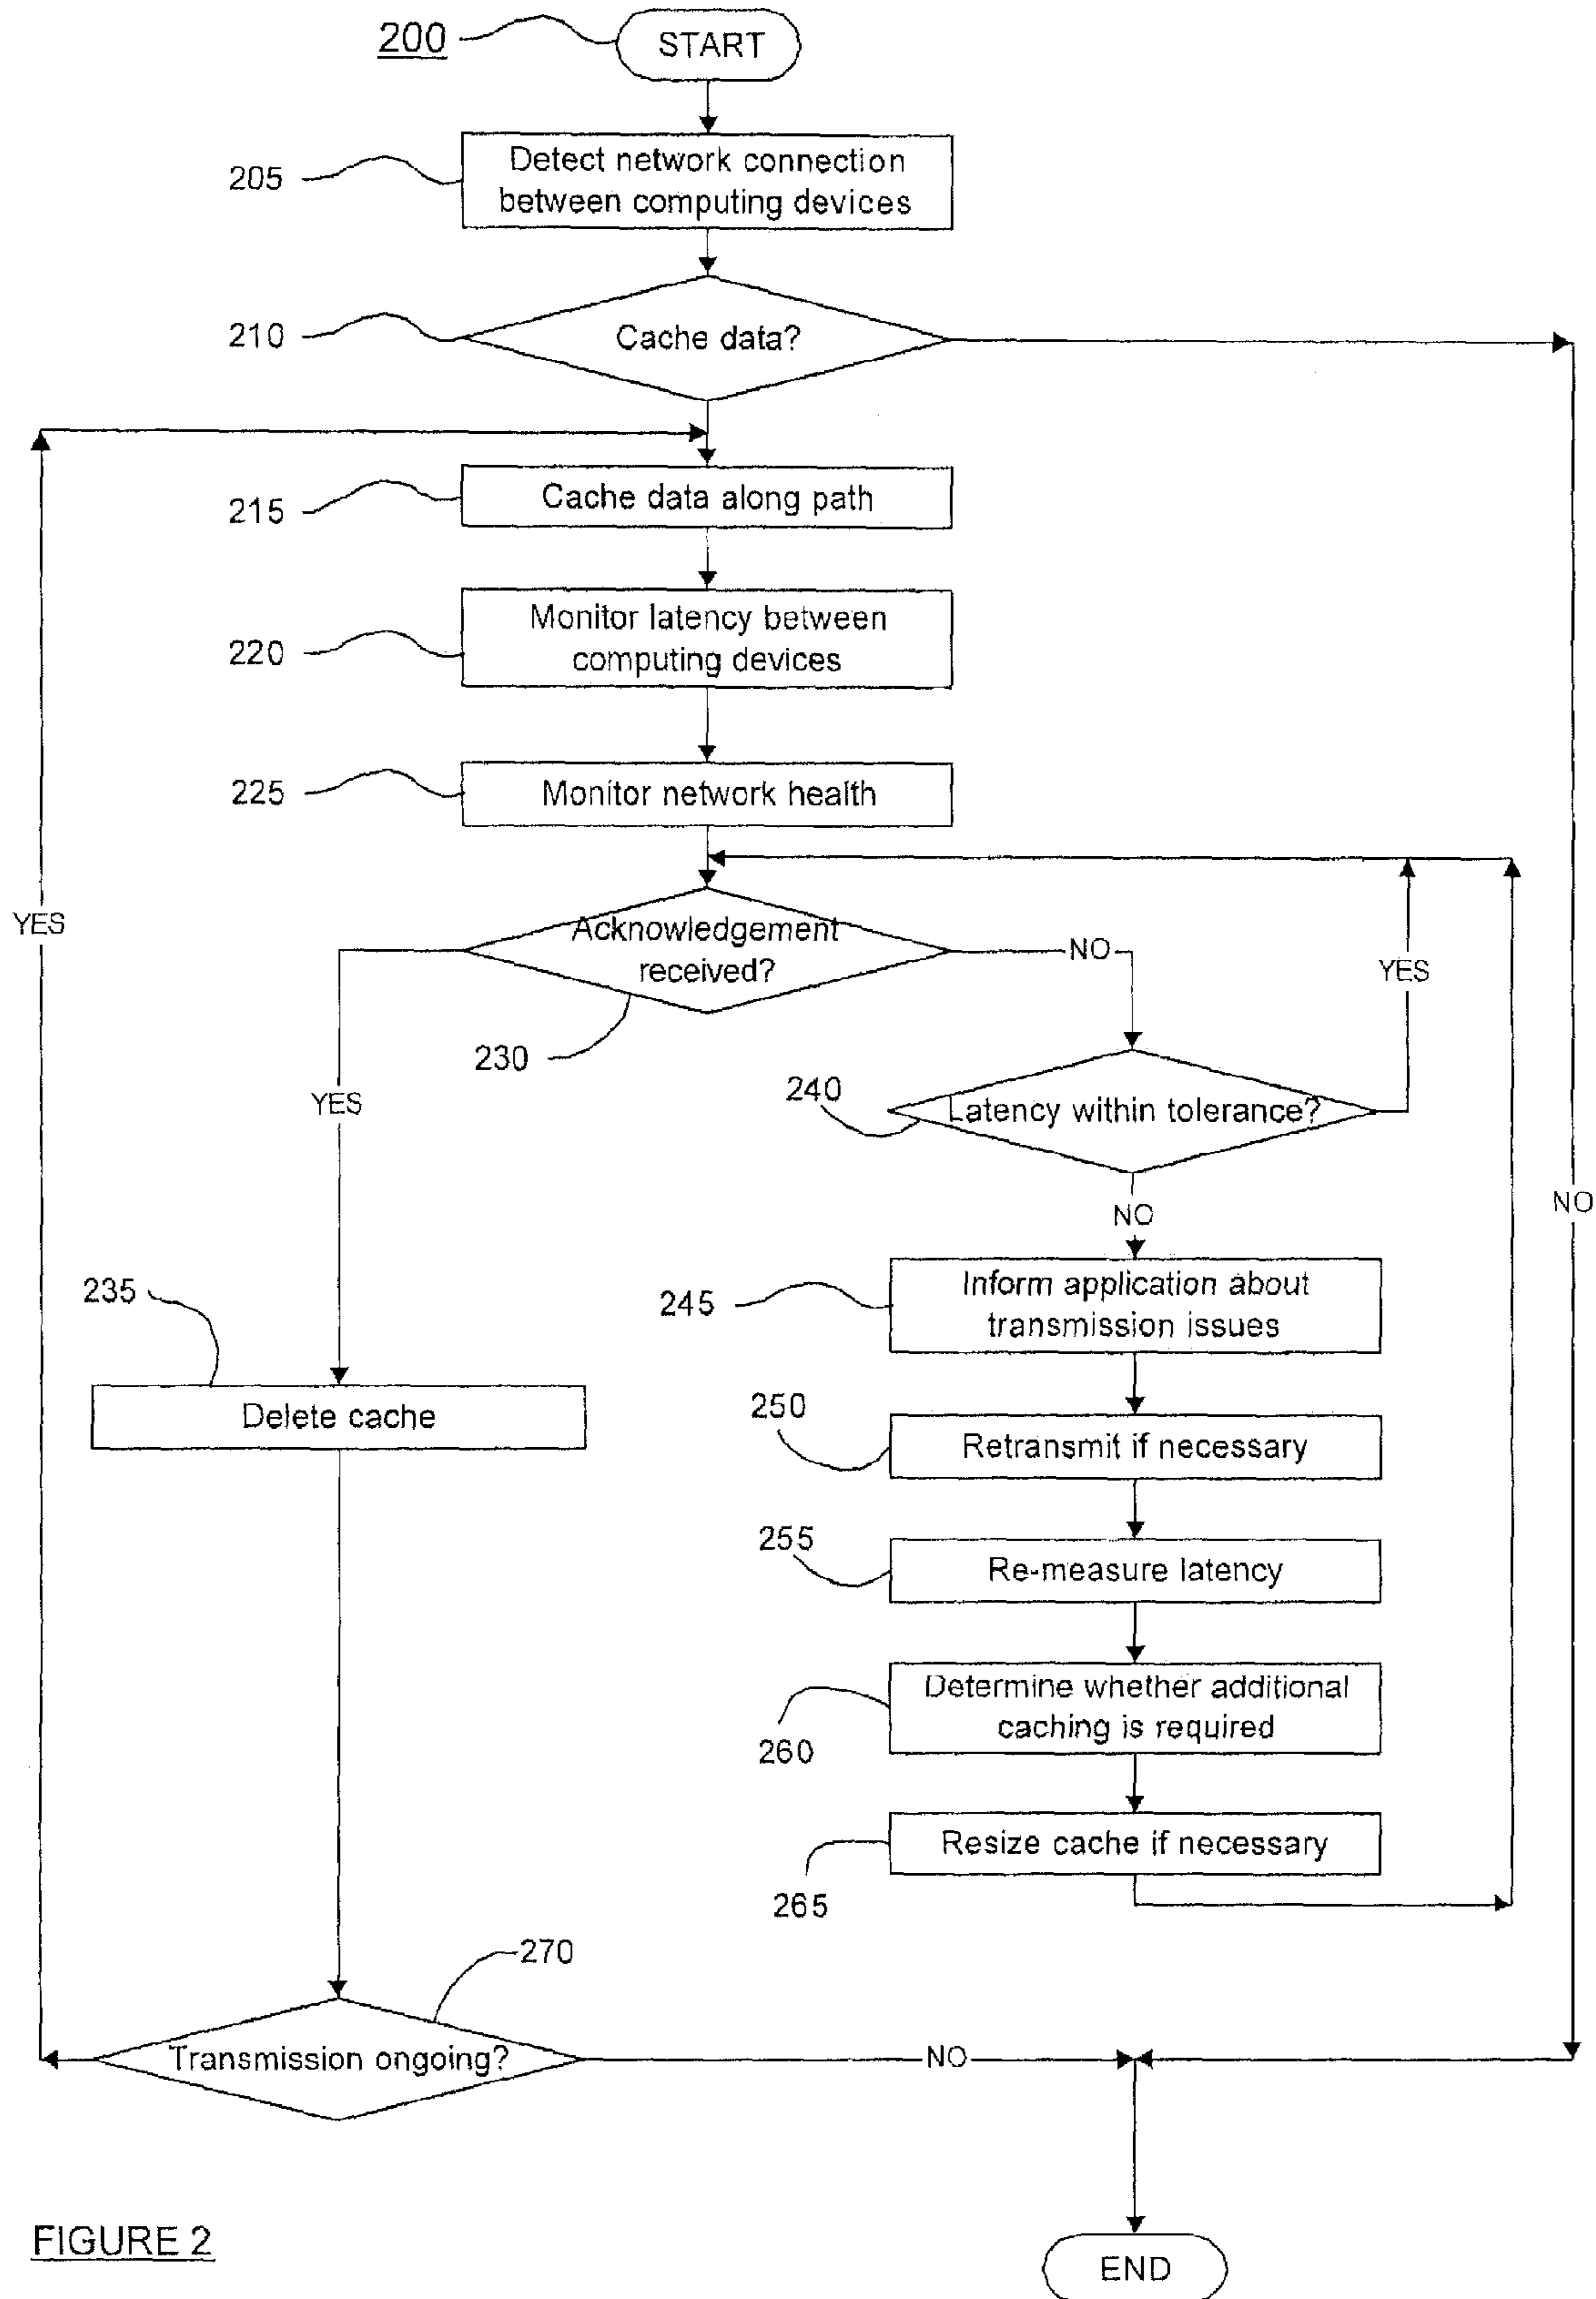 200
START
205
Detect network connection
between computing devices
210
Cache data?
215
Cache data along path
220
Monitor latency between
computing devices
225
Monitor network health
YES
Acknowledgement
received?
NO
YES
230
YES
240
Latency within tolerance?
NO
NO
235
245
Inform application about
transmission issues
Delete cache
250
Retransmit if necessary
255
Re-measure latency
260
Determine whether additional
caching is required
265
Resize cache if necessary
270
Transmission ongoing?
NO
FIGURE 2
END